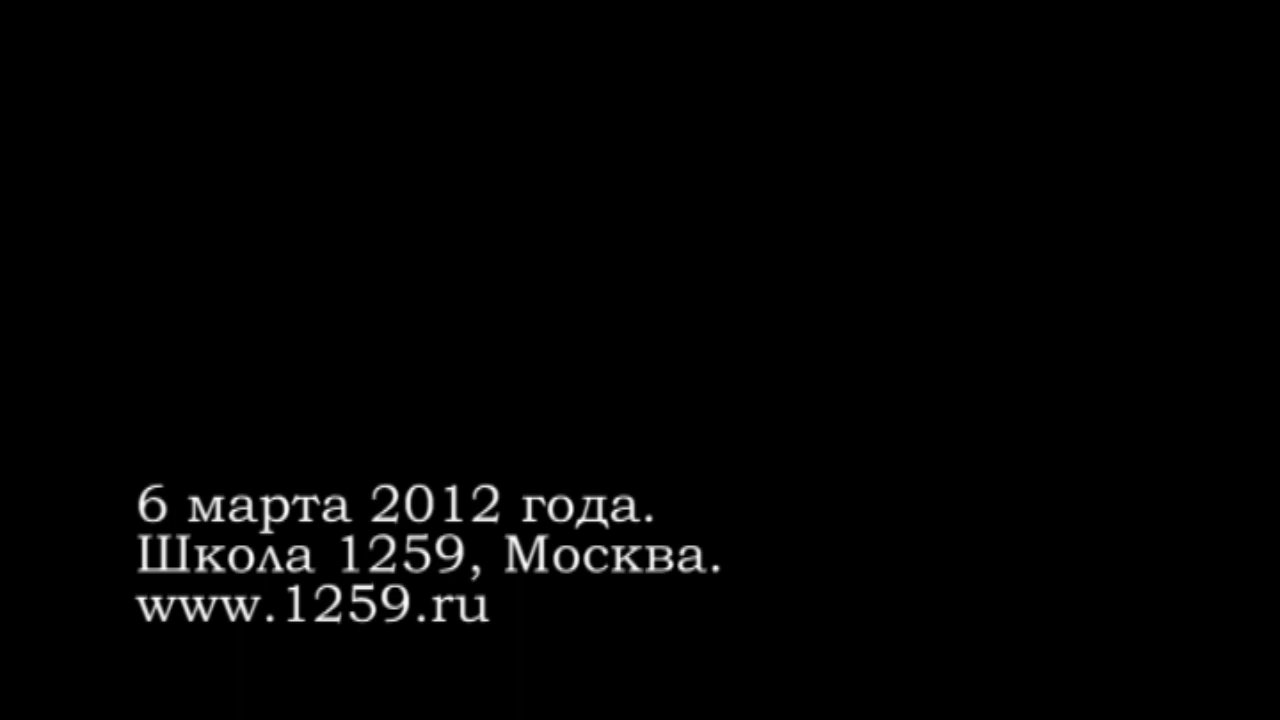 6 марта 2012 года.
Школа 1259, Москва.
www.1259.ru